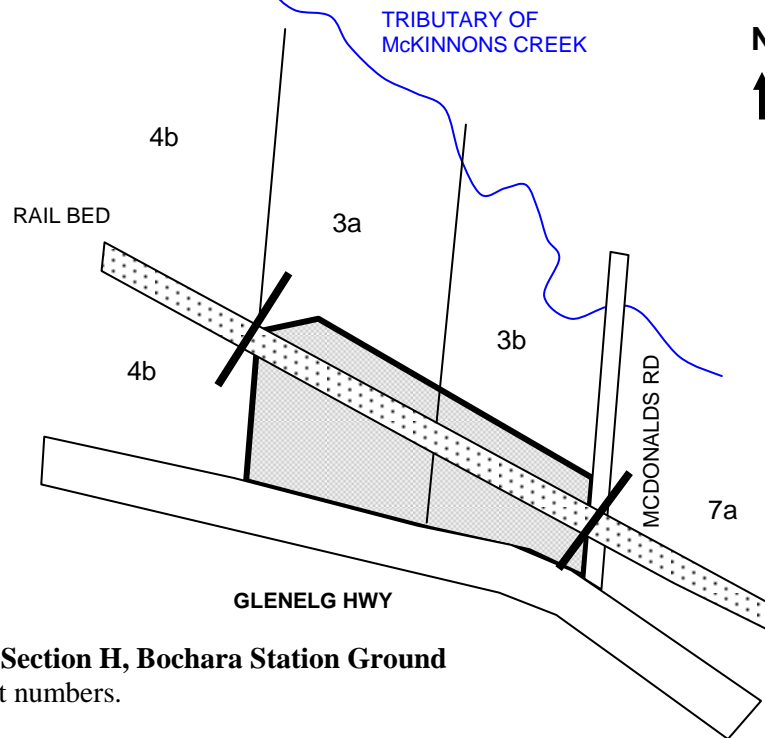 TRIBUTARY OF
McKINNONS CREEK
N
4b
RAIL BED
3a
3b
4b
MCDONALDS RD
7a
GLENELG HWY
Section H, Bochara Station Ground
numbers.